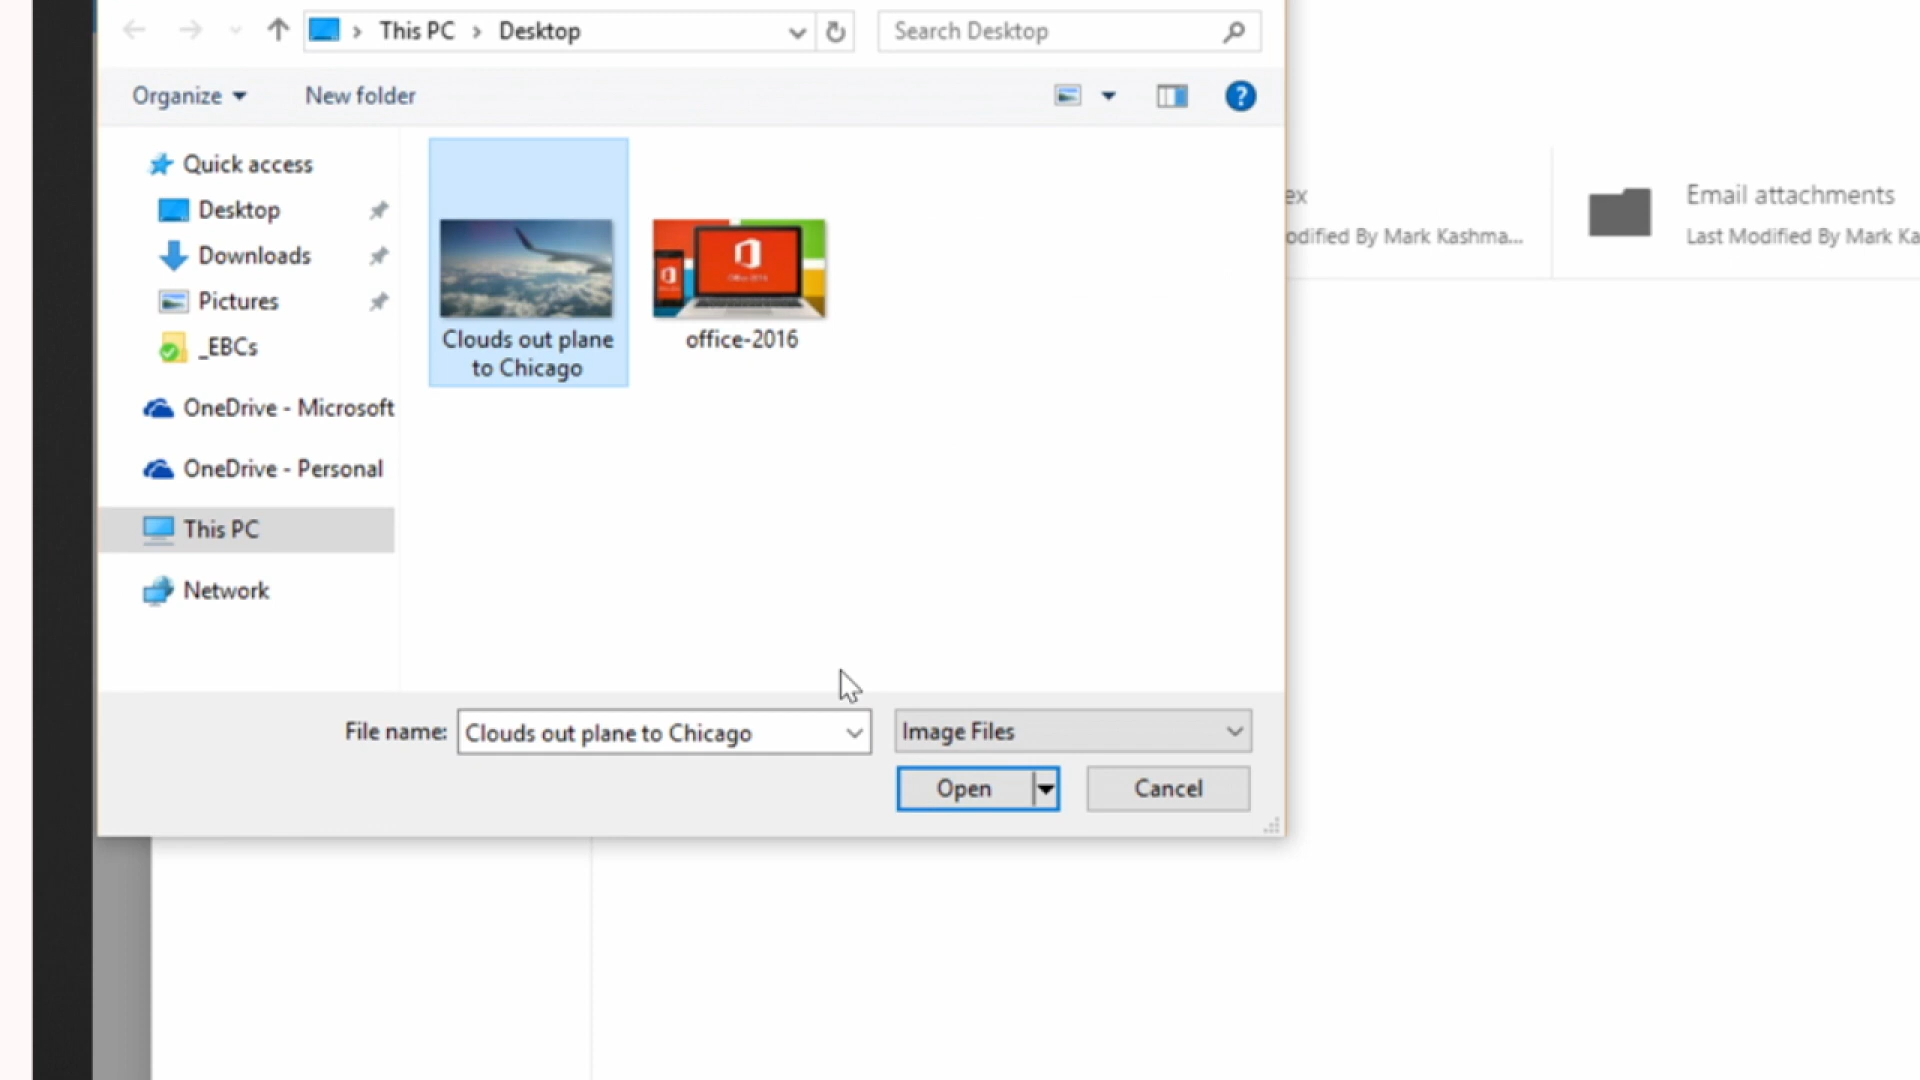 This PC > Desktop
Search Desktop
Organize
New folder
?
Quick access
Desktop
Downloads
Pictures
_EBCs
OneDrive - Microsoft
OneDrive - Personal
This PC
Network
Clouds out plane
to Chicago
office-2016
ex
odified By Mark Kashma...
Email attachments
Last Modified By Mark Ka
File name:
Clouds out plane to Chicago
Image Files
Open
Cancel